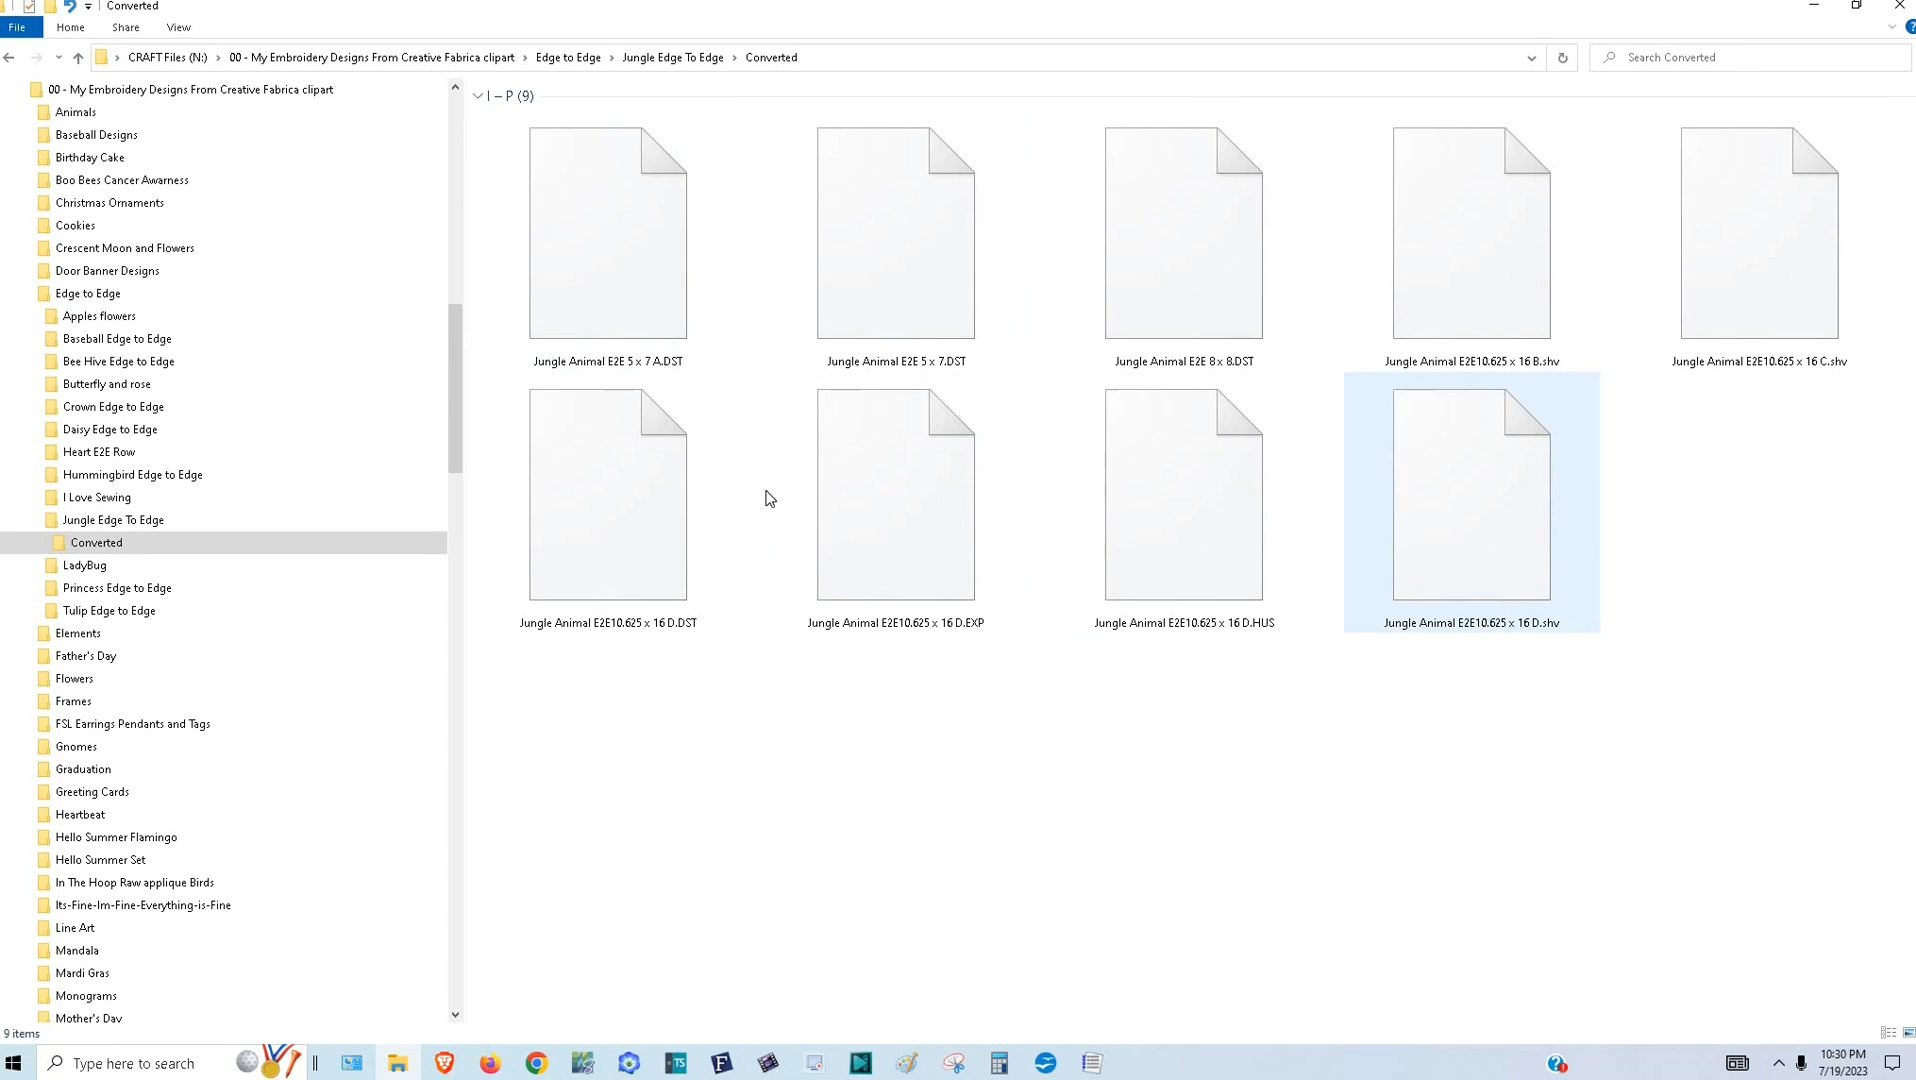 Converted
File Home Share View
CRAFT Files (N:) 00 - My Embroidery Designs From Creative Fabrica clipart Edge to Edge Jungle Edge To Edge Converted
Search Converted
00 - My Embroidery Designs From Creative Fabrica clipart
Animals
Baseball Designs
Birthday Cake
Boo Bees Cancer Awarness
Christmas Ornaments
Cookies
Crescent Moon and Flowers
Door Banner Designs
Edge to Edge
Apples flowers
Baseball Edge to Edge
Bee Hive Edge to Edge
Butterfly and rose
Crown Edge to Edge
Daisy Edge to Edge
Heart E2E Row
Hummingbird Edge to Edge
I Love Sewing
Jungle Edge To Edge
Converted
LadyBug
Princess Edge to Edge
Tulip Edge to Edge
Elements
Father's Day
Flowers
Frames
FSL Earrings Pendants and Tags
Gnomes
Graduation
Greeting Cards
Heartbeat
Hello Summer Flamingo
Hello Summer Set
In The Hoop Raw applique Birds
Its-Fine-Im-Fine-Everything-is-Fine
Line Art
Mandala
Mardi Gras
Monograms
Mother's Day
I – P (9)
Jungle Animal E2E 5 x 7 A.DST
Jungle Animal E2E 5 x 7.DST
Jungle Animal E2E 8 x 8.DST
Jungle Animal E2E10.625 x 16 B.shv
Jungle Animal E2E10.625 x 16 C.shv
Jungle Animal E2E10.625 x 16 D.DST
Jungle Animal E2E10.625 x 16 D.EXP
Jungle Animal E2E10.625 x 16 D.HUS
Jungle Animal E2E10.625 x 16 D.shv
9 items
Type here to search
TS
F
10:30 PM
7/19/2023